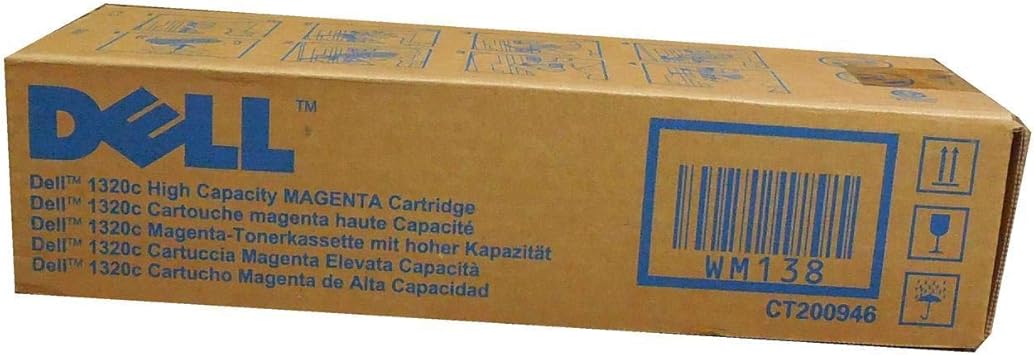 DELL™
Dell™ 1320c High Capacity MAGENTA Cartridge
Dell™ 1320c Cartouche magenta haute Capacité
Dell™ 1320c Magenta-Tonerkassette mit hoher Kapazität
Dell™ 1320c Cartuccia Magenta Elevata Capacità
Dell™ 1320c Cartucho Magenta de Alta Capacidad
WM138
CT200946